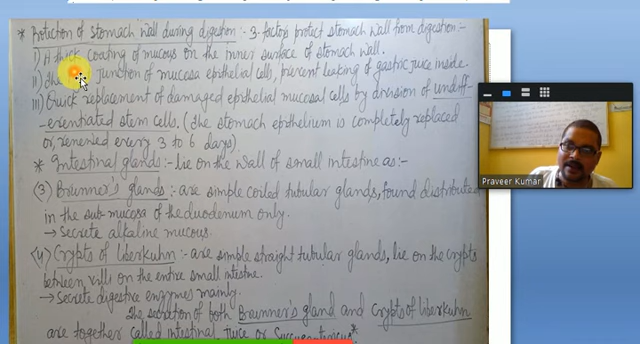 * Protiction of stomach wall during digestion :- 3 factors protect stomach wall from digestion :-
i) A thick coating of mucous on the inner surface of stomach wall.
ii) The junction of mucosa epithelial cells, prevent leaking of gastric juice inside.
iii) Quick replacement of damaged epithelial mucosal cells by division of undiff-
-erentiated stem cells. (The stomach epithelium is completely replaced
or, renewed every 3 to 6 days).
* Intestinal glands :- lie on the wall of small intestine as :-
(3) Brunner's glands :- are simple coiled tubular glands, found distributed
in the sub-mucosa of the duodenum only.
→ Secrete alkaline mucous.
(4) Crypts of liberkuhn :- are simple straight tubular glands, lie on the crypts
between villi on the entire small intestine.
→ Secrete digestive enzymes mainly.
The secretion of both Brunner's gland and Crypts of liberkuhn
are together called intestinal juice or Succusentericus*
Praveer Kumar